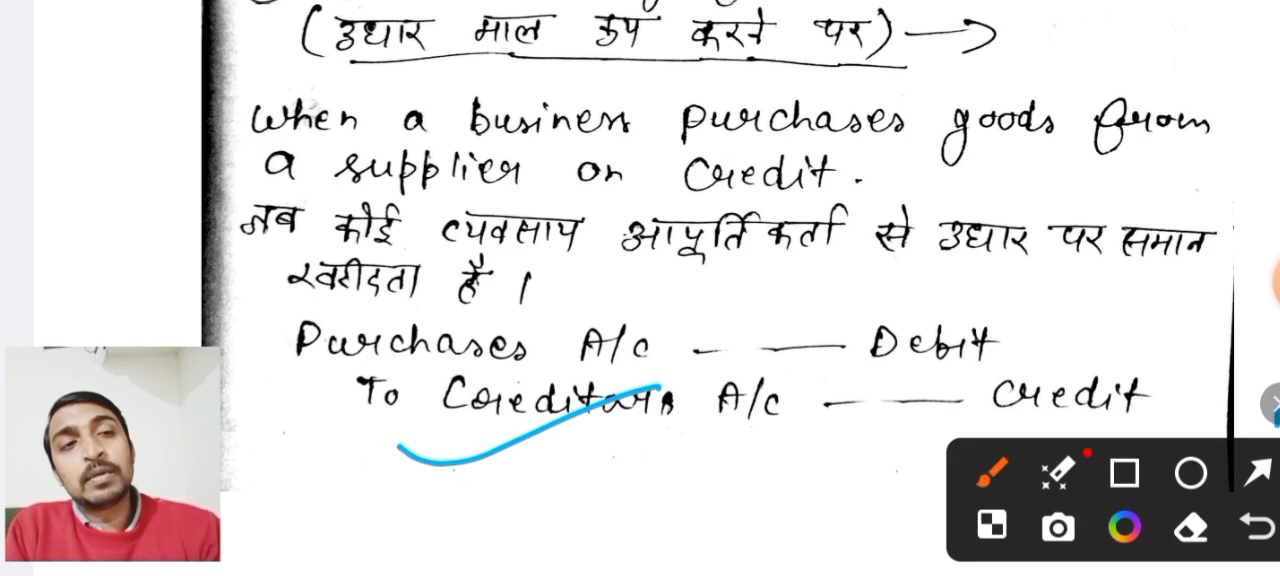 (उधार माल क्रय करने पर) →
When a business purchases goods from
a supplier on credit.
जब कोई व्यवसाय आपूर्तिकर्ता से उधार पर समान
खरीदता है ।
Purchases A/c - — Debit
To Creditors A/c - — Credit